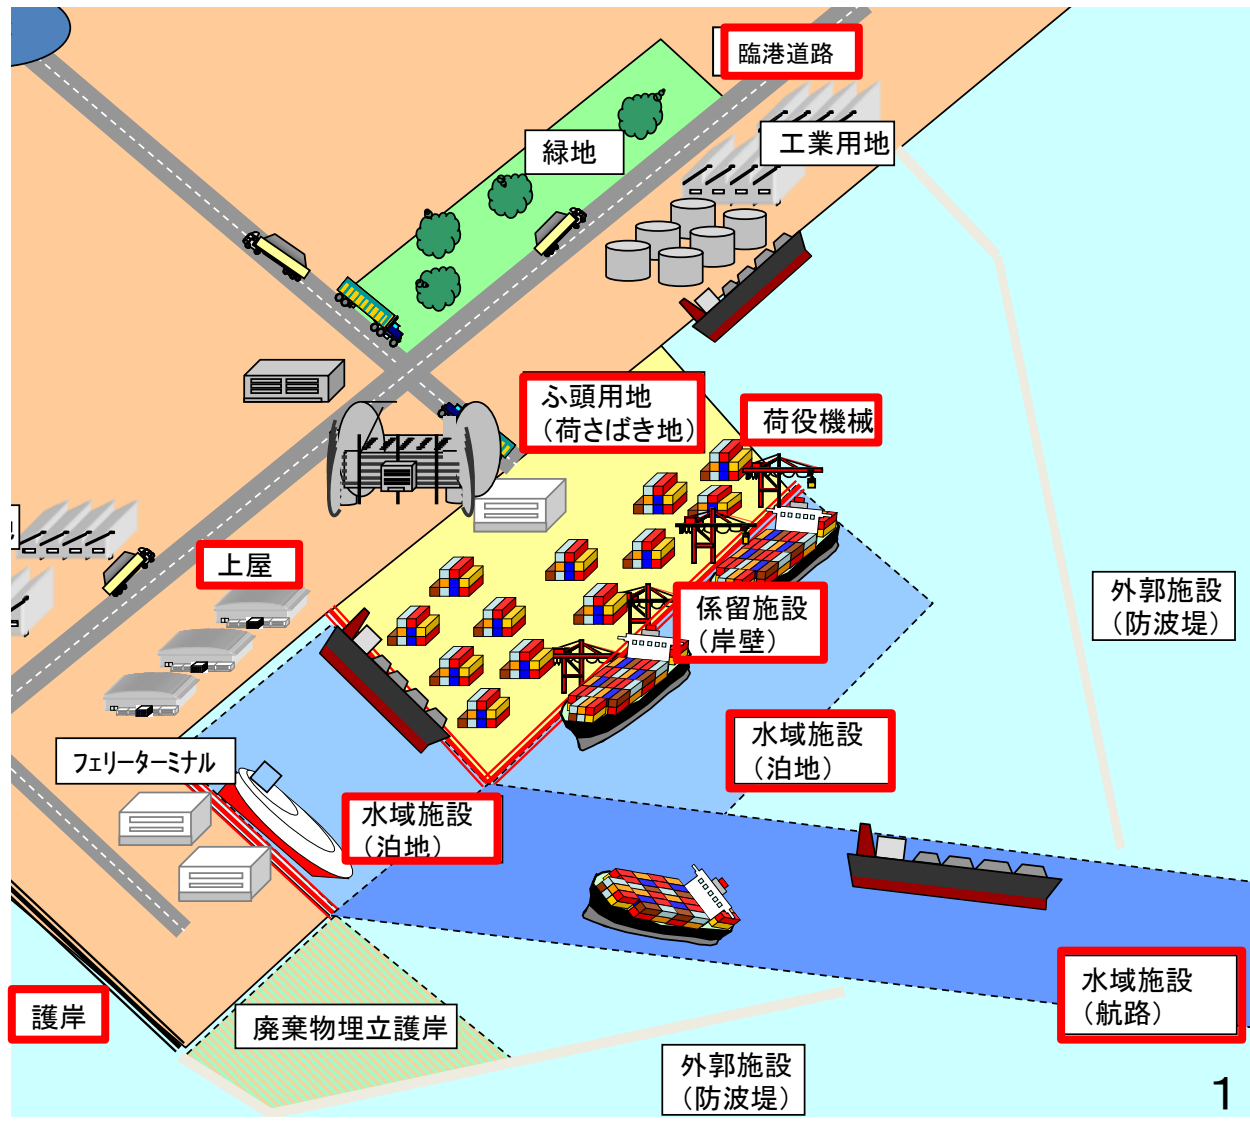 臨港道路
工業用地
緑地
ふ頭用地
（荷さばき地）
荷役機械
上屋
係留施設
（岸壁）
外郭施設
（防波堤）
水域施設
（泊地）
フェリーターミナル
水域施設
（泊地）
水域施設
（航路）
護岸
廃棄物埋立護岸
外郭施設
（防波堤）
1